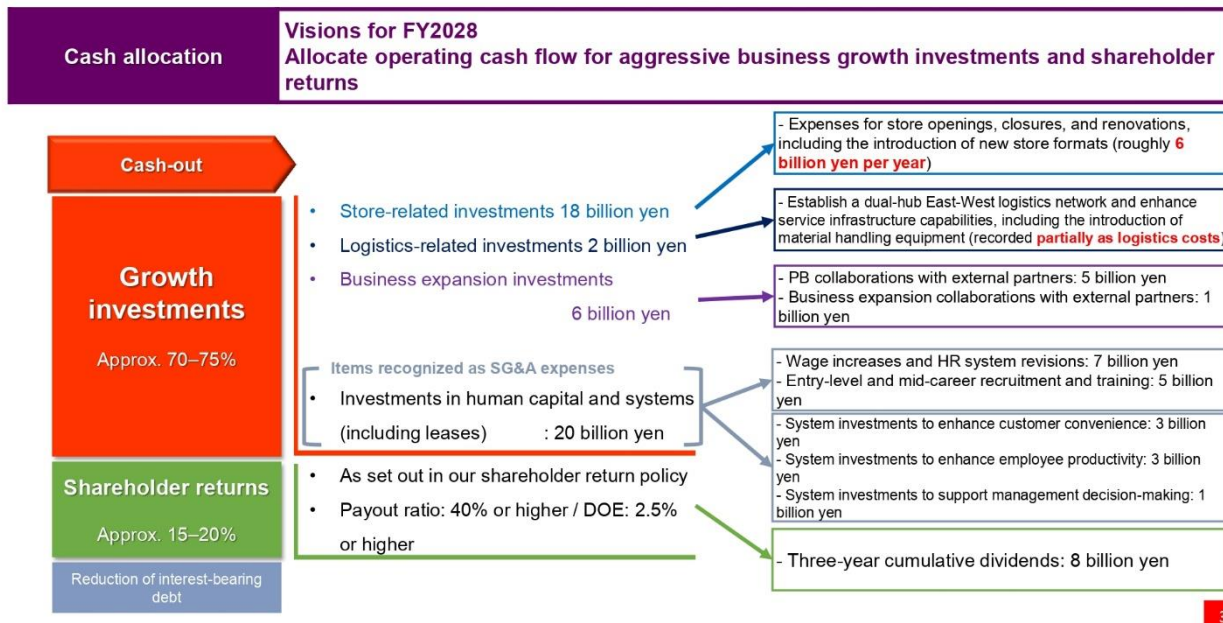 Cash allocation
Visions for FY2028
Allocate operating cash flow for aggressive business growth investments and shareholder
returns
Cash-out
Growth
investments
Approx. 70–75%
• Store-related investments 18 billion yen
• Logistics-related investments 2 billion yen
• Business expansion investments
6 billion yen
Items recognized as SG&A expenses
• Investments in human capital and systems
(including leases) : 20 billion yen
- Expenses for store openings, closures, and renovations,
including the introduction of new store formats (roughly 6
billion yen per year)
- Establish a dual-hub East-West logistics network and enhance
service infrastructure capabilities, including the introduction of
material handling equipment (recorded partially as logistics costs)
- PB collaborations with external partners: 5 billion yen
- Business expansion collaborations with external partners: 1
billion yen
- Wage increases and HR system revisions: 7 billion yen
- Entry-level and mid-career recruitment and training: 5 billion
yen
- System investments to enhance customer convenience: 3 billion
yen
- System investments to enhance employee productivity: 3 billion
yen
- System investments to support management decision-making: 1
billion yen
Shareholder returns
Approx. 15–20%
• As set out in our shareholder return policy
• Payout ratio: 40% or higher / DOE: 2.5%
or higher
- Three-year cumulative dividends: 8 billion yen
Reduction of interest-bearing
debt